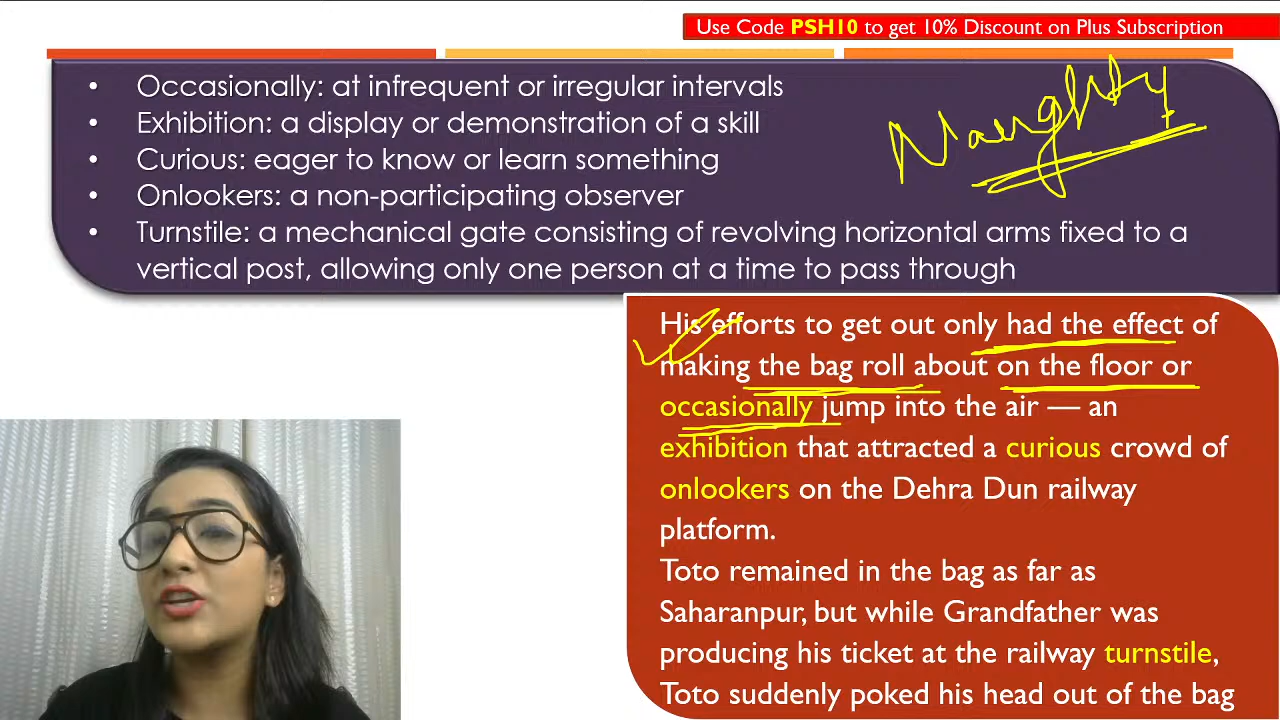 Use Code PSH10 to get 10% Discount on Plus Subscription
• Occasionally: at infrequent or irregular intervals
• Exhibition: a display or demonstration of a skill
• Curious: eager to know or learn something
• Onlookers: a non-participating observer
• Turnstile: a mechanical gate consisting of revolving horizontal arms fixed to a
vertical post, allowing only one person at a time to pass through
Naughty
His efforts to get out only had the effect of
making the bag roll about on the floor or
occasionally jump into the air — an
exhibition that attracted a curious crowd of
onlookers on the Dehra Dun railway
platform.
Toto remained in the bag as far as
Saharanpur, but while Grandfather was
producing his ticket at the railway turnstile,
Toto suddenly poked his head out of the bag